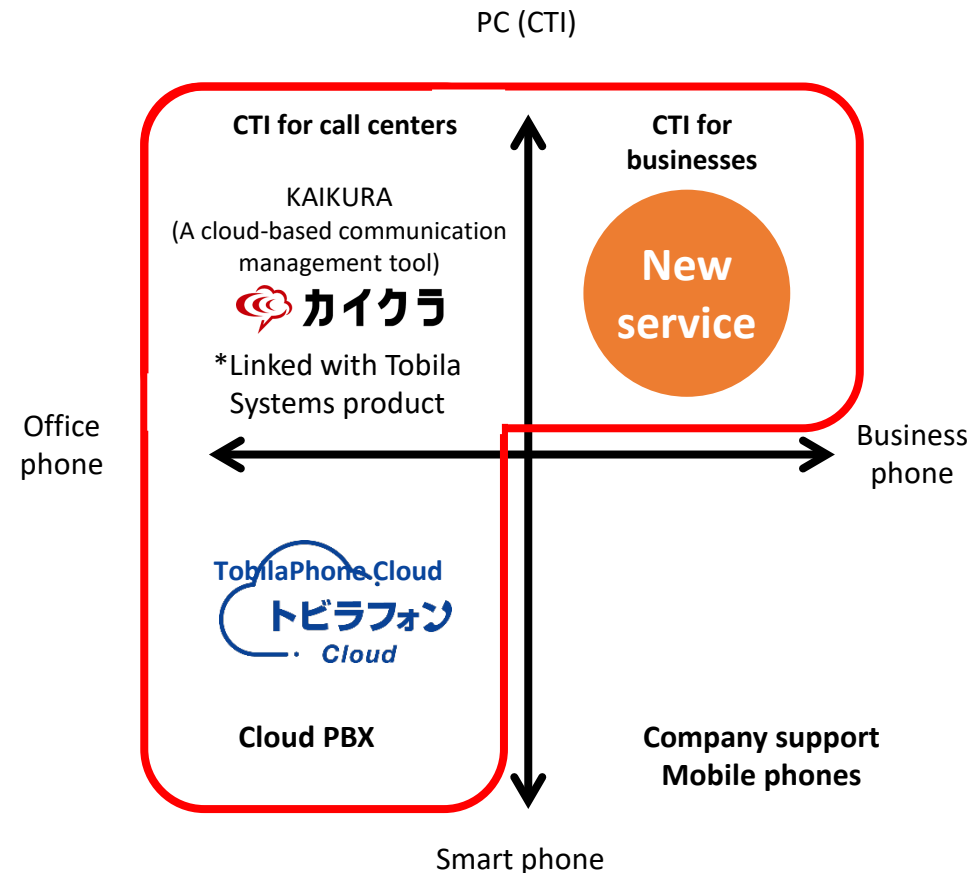 PC (CTI)
CTI for call centers
CTI for
businesses
KAIKURA
(A cloud-based communication
management tool)
カイクラ
*Linked with Tobila
Systems product
New
service
Office
phone
Business
phone
TobilaPhone Cloud
トビラフォン
Cloud
Cloud PBX
Company support
Mobile phones
Smart phone